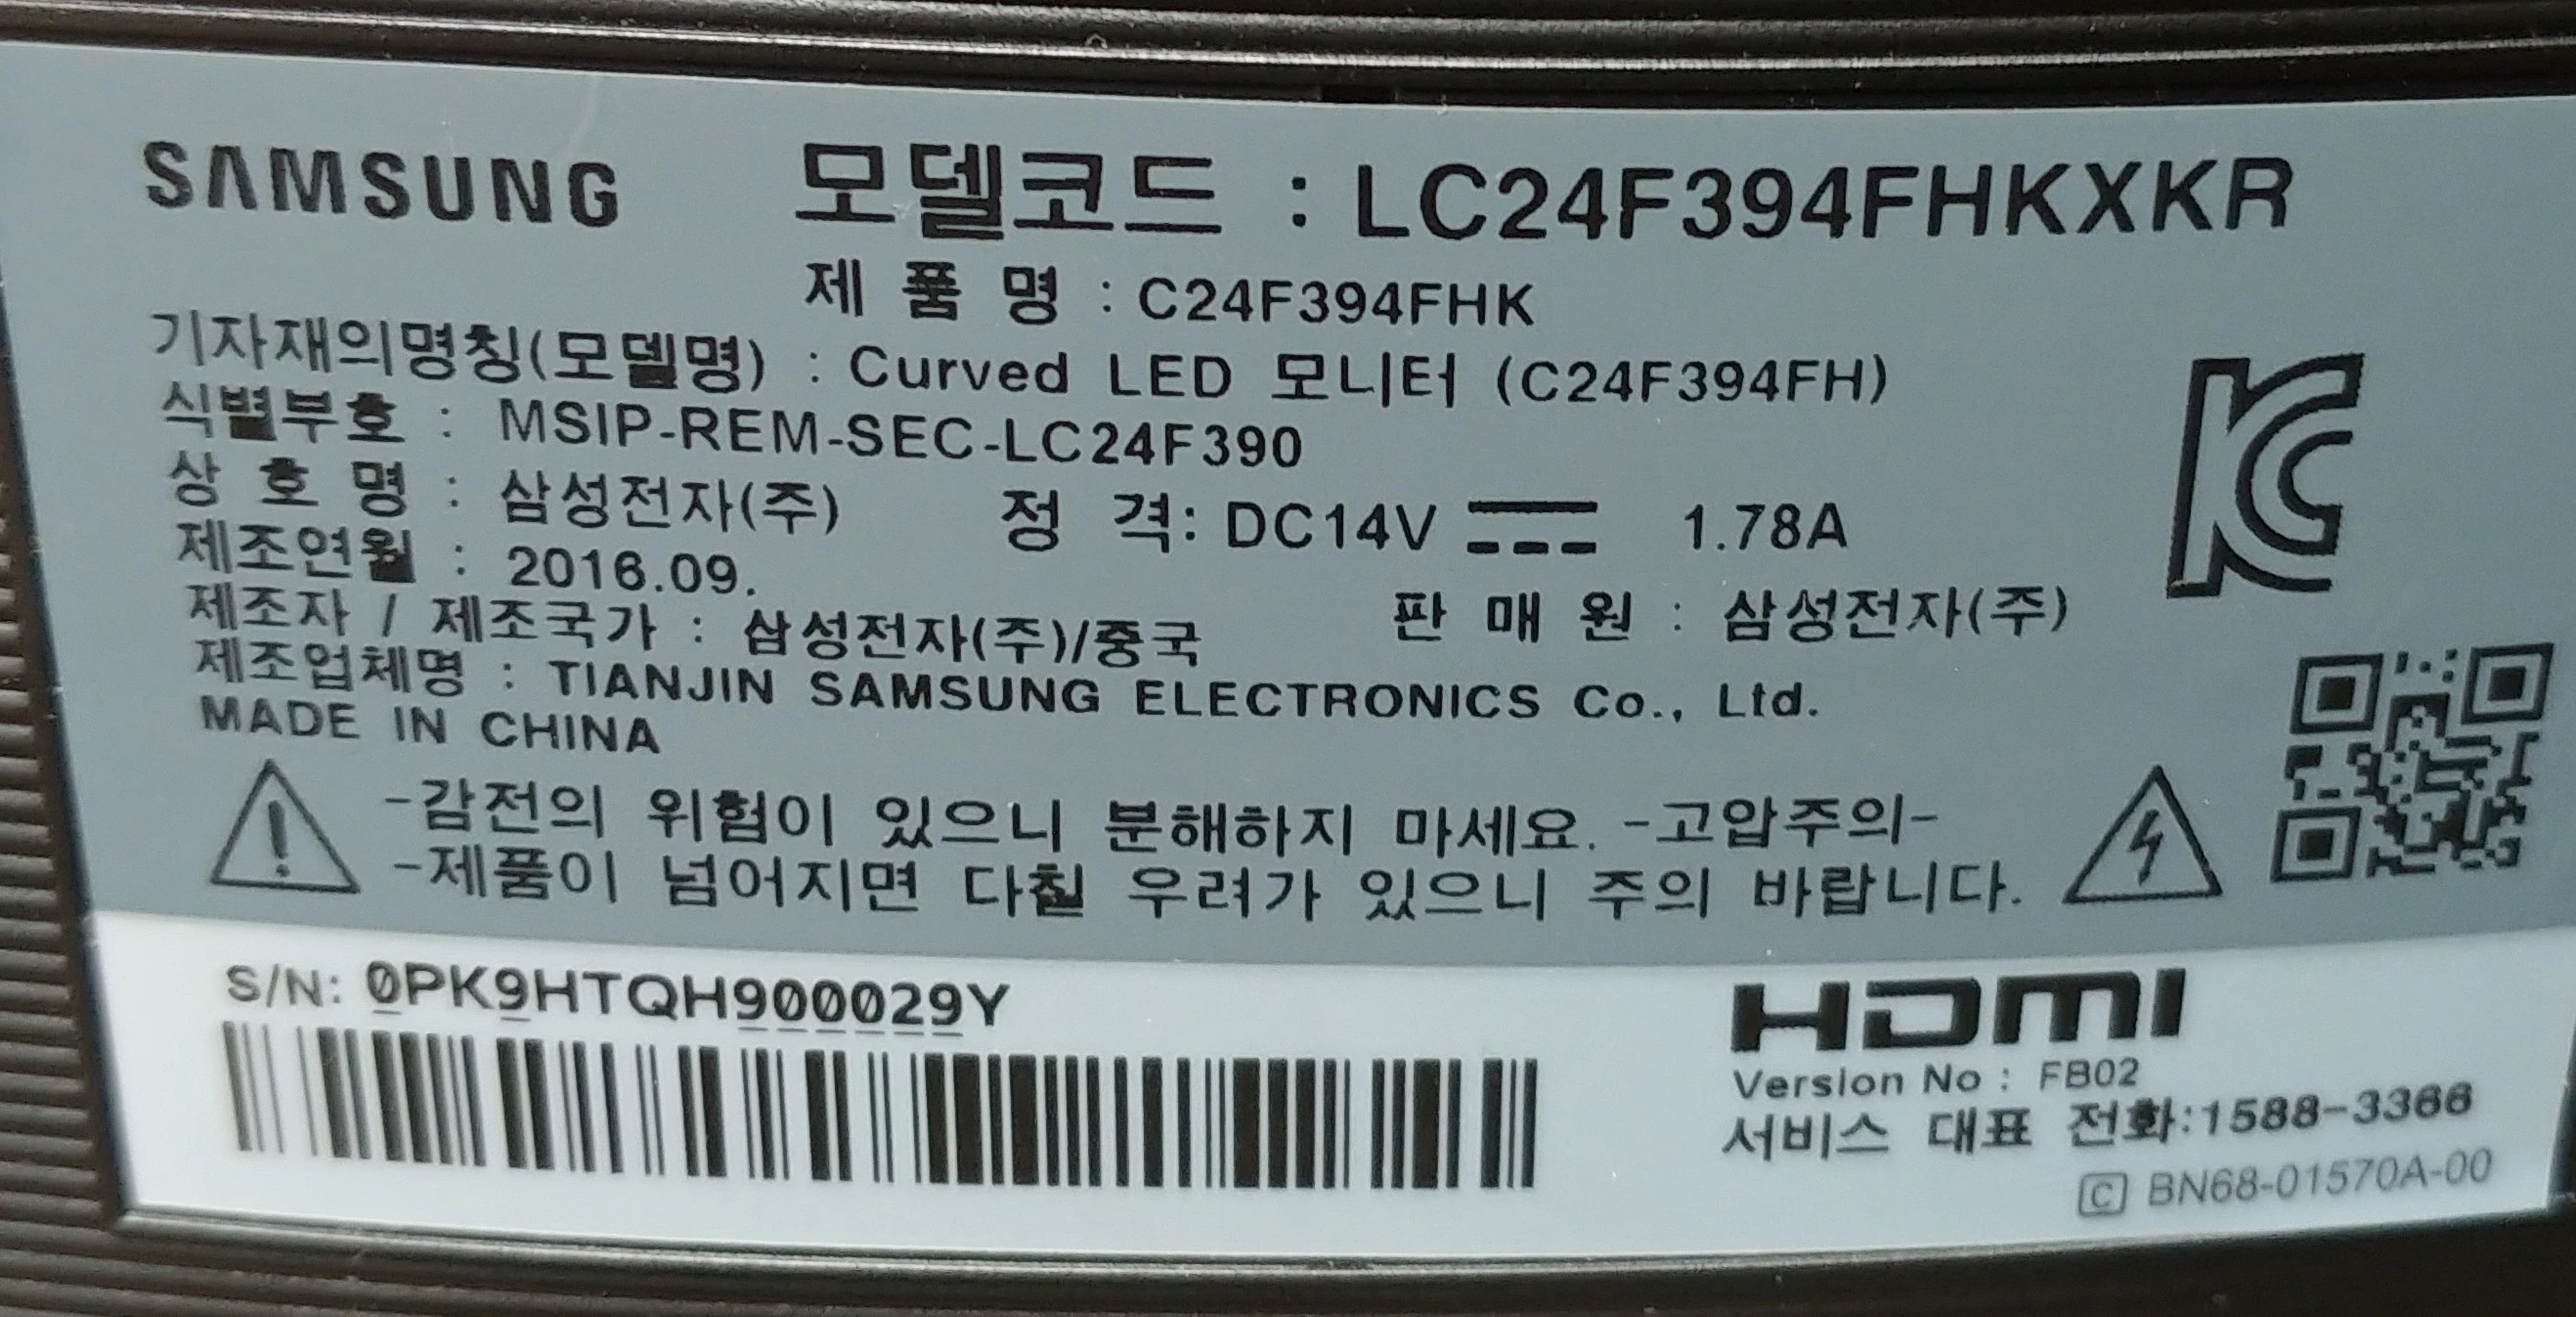 SAMSUNG 모델코드 : LC24F394FHKXKR
제 품 명 : C24F394FHK
기자재의명칭(모델명) : Curved LED 모니터 (C24F394FH)
식별부호 : MSIP-REM-SEC-LC24F390
상 호 명 : 삼성전자(주) 정 격: DC14V 1.78A
제조연월 : 2016.09.
제조자 / 제조국가 : 삼성전자(주)/중국 판 매 원 : 삼성전자(주)
제조업체명 : TIANJIN SAMSUNG ELECTRONICS Co., Ltd.
MADE IN CHINA
-감전의 위험이 있으니 분해하지 마세요. -고압주의-
-제품이 넘어지면 다칠 우려가 있으니 주의 바랍니다.
S/N: 0PK9HTQH900029Y
HDMI
Version No : FB02
서비스 대표 전화:1588-3366
C BN68-01570A-00